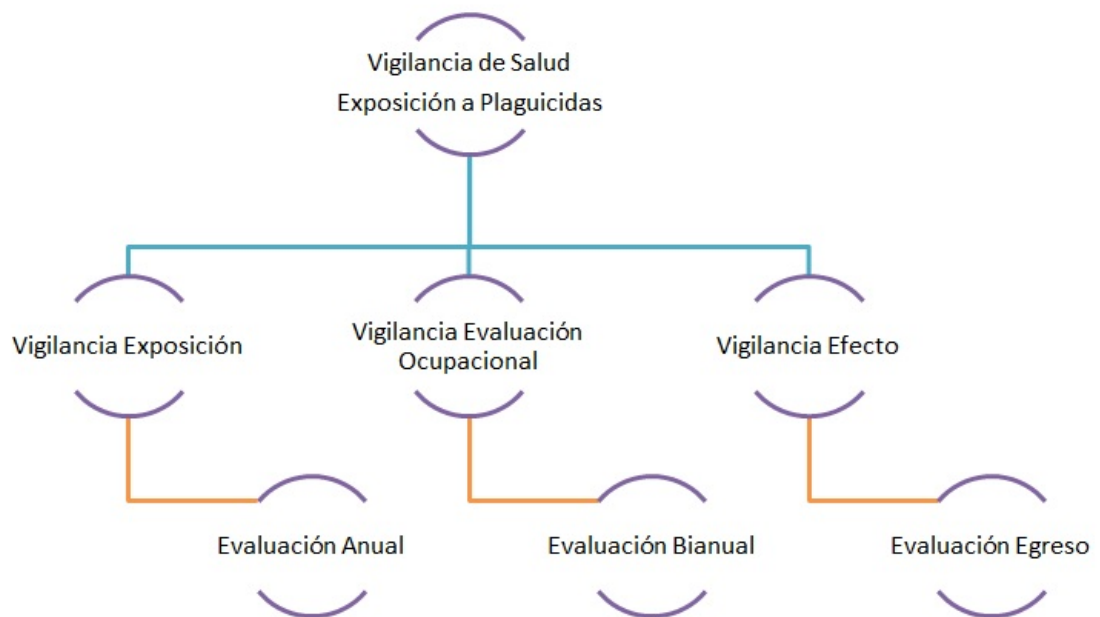 Vigilancia de Salud
Exposición a Plaguicidas
Vigilancia Exposición
Vigilancia Evaluación
Ocupacional
Vigilancia Efecto
Evaluación Anual
Evaluación Bianual
Evaluación Egreso